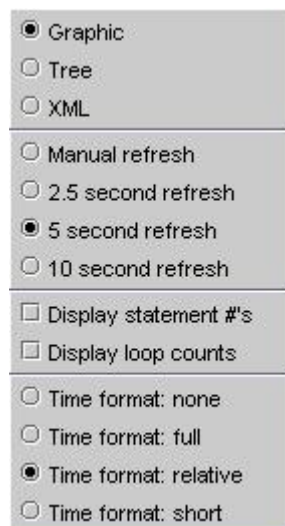 Graphic
Tree
XML
Manual refresh
2.5 second refresh
5 second refresh
10 second refresh
Display statement #'s
Display loop counts
Time format: none
Time format: full
Time format: relative
Time format: short